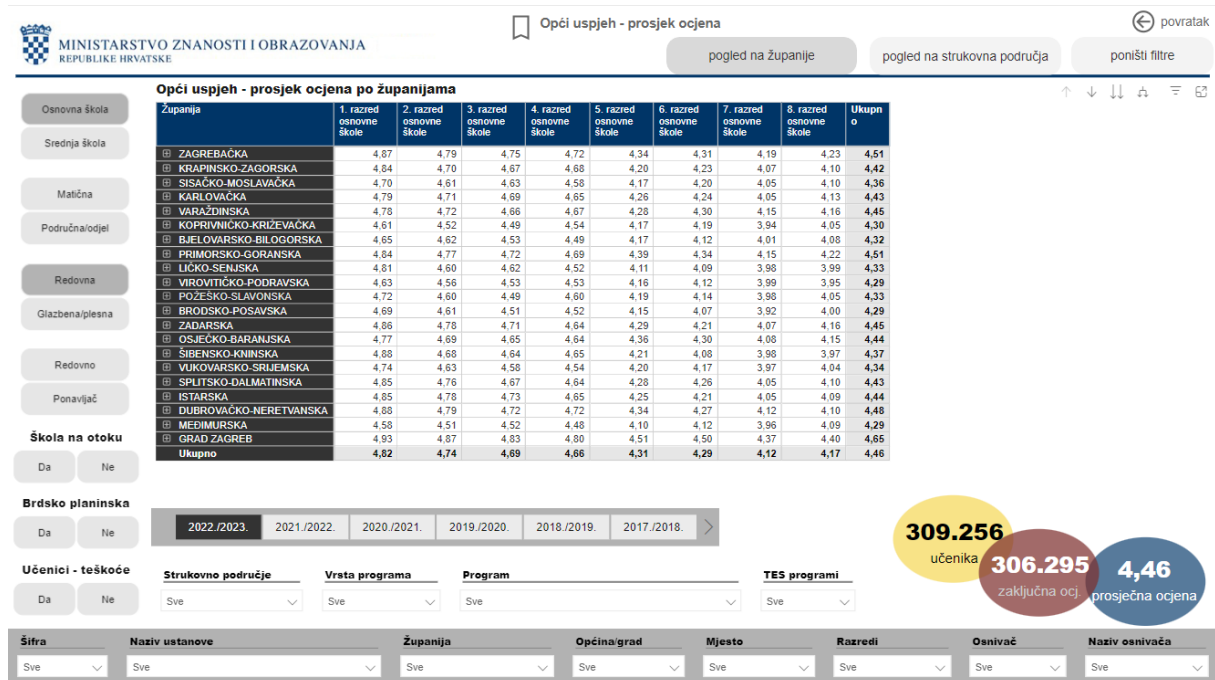 Opći uspjeh - prosjek ocjena
povratak
MINISTARSTVO ZNANOSTI I OBRAZOVANJA
REPUBLIKE HRVATSKE
pogled na županije
pogled na strukovna područja
poništi filtre
Osnovna škola
Srednja škola
Matična
Područna/odjel
Redovna
Glazbena/plesna
Redovno
Ponavljač
Škola na otoku
Da Ne
Brdsko planinska
Da Ne
Učenici - teškoće
Da Ne
Opći uspjeh - prosjek ocjena po županijama
Županija 1. razred osnovne škole 2. razred osnovne škole 3. razred osnovne škole 4. razred osnovne škole 5. razred osnovne škole 6. razred osnovne škole 7. razred osnovne škole 8. razred osnovne škole Ukupno
ZAGREBAČKA 4,87 4,79 4,75 4,72 4,34 4,31 4,19 4,23 4,51
KRAPINSKO-ZAGORSKA 4,84 4,70 4,67 4,68 4,20 4,23 4,07 4,10 4,42
SISAČKO-MOSLAVAČKA 4,70 4,61 4,63 4,58 4,17 4,20 4,05 4,10 4,36
KARLOVAČKA 4,79 4,71 4,69 4,65 4,26 4,24 4,05 4,13 4,43
VARAŽDINSKA 4,78 4,72 4,66 4,67 4,28 4,30 4,15 4,16 4,45
KOPRIVNIČKO-KRIŽEVAČKA 4,61 4,52 4,49 4,54 4,17 4,19 3,94 4,05 4,30
BJELOVARSKO-BILOGORSKA 4,65 4,62 4,53 4,49 4,17 4,12 4,01 4,08 4,32
PRIMORSKO-GORANSKA 4,84 4,77 4,72 4,69 4,39 4,34 4,15 4,22 4,51
LIČKO-SENJSKA 4,81 4,60 4,62 4,52 4,11 4,09 3,98 3,99 4,33
VIROVITIČKO-PODRAVSKA 4,63 4,56 4,53 4,53 4,16 4,12 3,99 3,95 4,29
POŽEŠKO-SLAVONSKA 4,72 4,60 4,49 4,60 4,19 4,14 3,98 4,05 4,33
BRODSKO-POSAVSKA 4,69 4,61 4,51 4,52 4,15 4,07 3,92 4,00 4,29
ZADARSKA 4,86 4,78 4,71 4,64 4,29 4,21 4,07 4,16 4,45
OSJEČKO-BARANJSKA 4,77 4,69 4,65 4,64 4,36 4,30 4,08 4,15 4,44
ŠIBENSKO-KNINSKA 4,88 4,68 4,64 4,65 4,21 4,08 3,98 3,97 4,37
VUKOVARSKO-SRIJEMSKA 4,74 4,63 4,58 4,54 4,20 4,17 3,97 4,04 4,34
SPLITSKO-DALMATINSKA 4,85 4,76 4,67 4,64 4,28 4,26 4,05 4,10 4,43
ISTARSKA 4,85 4,78 4,73 4,65 4,25 4,21 4,05 4,09 4,44
DUBROVAČKO-NERETVANSKA 4,88 4,79 4,72 4,72 4,34 4,27 4,12 4,10 4,48
MEĐIMURSKA 4,58 4,51 4,52 4,48 4,10 4,12 3,96 4,09 4,29
GRAD ZAGREB 4,93 4,87 4,83 4,80 4,51 4,50 4,37 4,40 4,65
Ukupno 4,82 4,74 4,69 4,66 4,31 4,29 4,12 4,17 4,46
2022./2023. 2021./2022. 2020./2021. 2019./2020. 2018./2019. 2017./2018.
309.256
učenika
306.295
zaključna ocj.
4,46
prosječna ocjena
Strukovno područje Vrsta programa Program TES programi
Sve Sve Sve Sve
Šifra Naziv ustanove Županija Općina/grad Mjesto Razredi Osnivač Naziv osnivača
Sve Sve Sve Sve Sve Sve Sve Sve